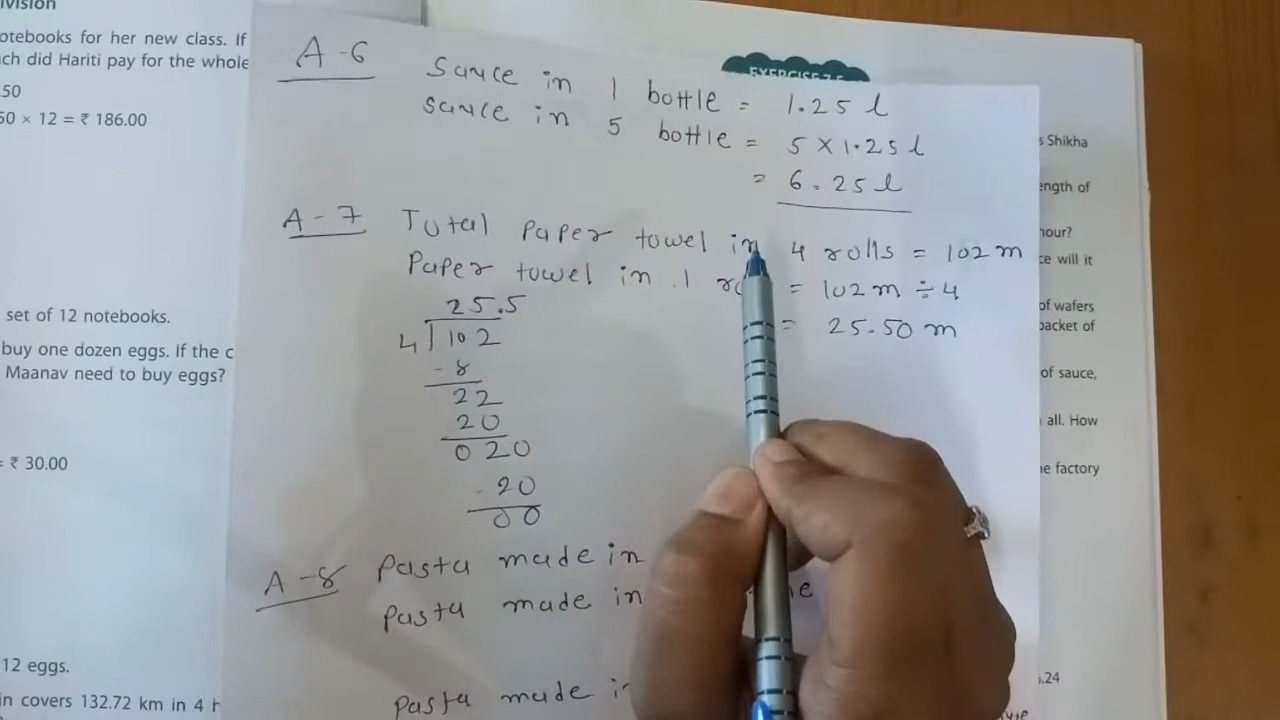 ivision
otebooks for her new class. If
ch did Hariti pay for the whole
.50
50 × 12 = ₹ 186.00
set of 12 notebooks.
buy one dozen eggs. If the c
Maanav need to buy eggs?
= ₹ 30.00
12 eggs.
in covers 132.72 km in 4 h
A-6
Sauce in 1 bottle = 1.25 l
Sauce in 5 bottle = 5 × 1.25 l
= 6.25 l
A-7 Total Paper towel in 4 rolls = 102 m
Paper towel in 1 = 102 m ÷ 4
= 25.50 m
25.5
4 102
-8
22
20
020
-20
00
A-8 Pasta made in
Pasta made in
Pasta made in
EXERCISE 7.5
s Shikha
ength of
hour?
ce will it
of wafers
packet of
of sauce,
all. How
he factory
.24